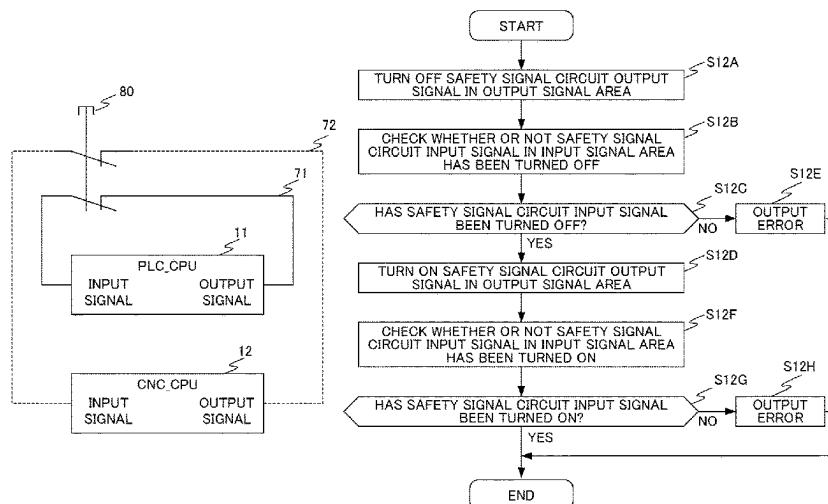 80
72
71
11
PLC_CPU
INPUT
SIGNAL
OUTPUT
SIGNAL
12
CNC_CPU
INPUT
SIGNAL
OUTPUT
SIGNAL
START
S12A
TURN OFF SAFETY SIGNAL CIRCUIT OUTPUT
SIGNAL IN OUTPUT SIGNAL AREA
S12B
CHECK WHETHER OR NOT SAFETY SIGNAL
CIRCUIT INPUT SIGNAL IN INPUT SIGNAL AREA
HAS BEEN TURNED OFF
S12C
HAS SAFETY SIGNAL CIRCUIT INPUT SIGNAL
BEEN TURNED OFF?
NO
S12E
OUTPUT
ERROR
YES
S12D
TURN ON SAFETY SIGNAL CIRCUIT OUTPUT
SIGNAL IN OUTPUT SIGNAL AREA
S12F
CHECK WHETHER OR NOT SAFETY SIGNAL
CIRCUIT INPUT SIGNAL IN INPUT SIGNAL AREA
HAS BEEN TURNED ON
S12G
HAS SAFETY SIGNAL CIRCUIT INPUT SIGNAL
BEEN TURNED ON?
NO
S12H
OUTPUT
ERROR
YES
END